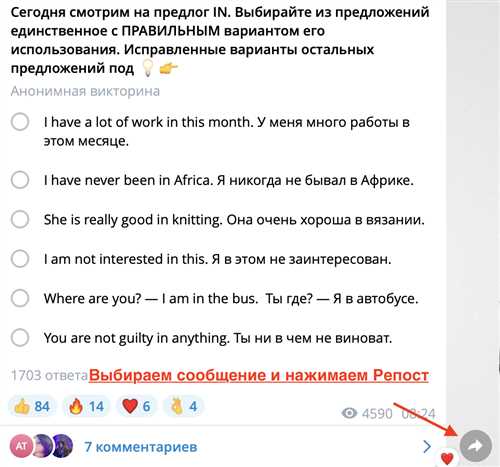 Сегодня смотрим на предлог IN. Выбирайте из предложений
единственное с ПРАВИЛЬНЫМ вариантом его
использования. Исправленные варианты остальных
предложений под 💡👉
Анонимная викторина
I have a lot of work in this month. У меня много работы в
этом месяце.
I have never been in Africa. Я никогда не бывал в Африке.
She is really good in knitting. Она очень хороша в вязании.
I am not interested in this. Я в этом не заинтересован.
Where are you? — I am in the bus. Ты где? — Я в автобусе.
You are not guilty in anything. Ты ни в чем не виноват.
1703 ответа Выбираем сообщение и нажимаем Репост
👍 84 🔥 14 ❤️ 6 👌 4 4590 08:24
AT 7 комментариев